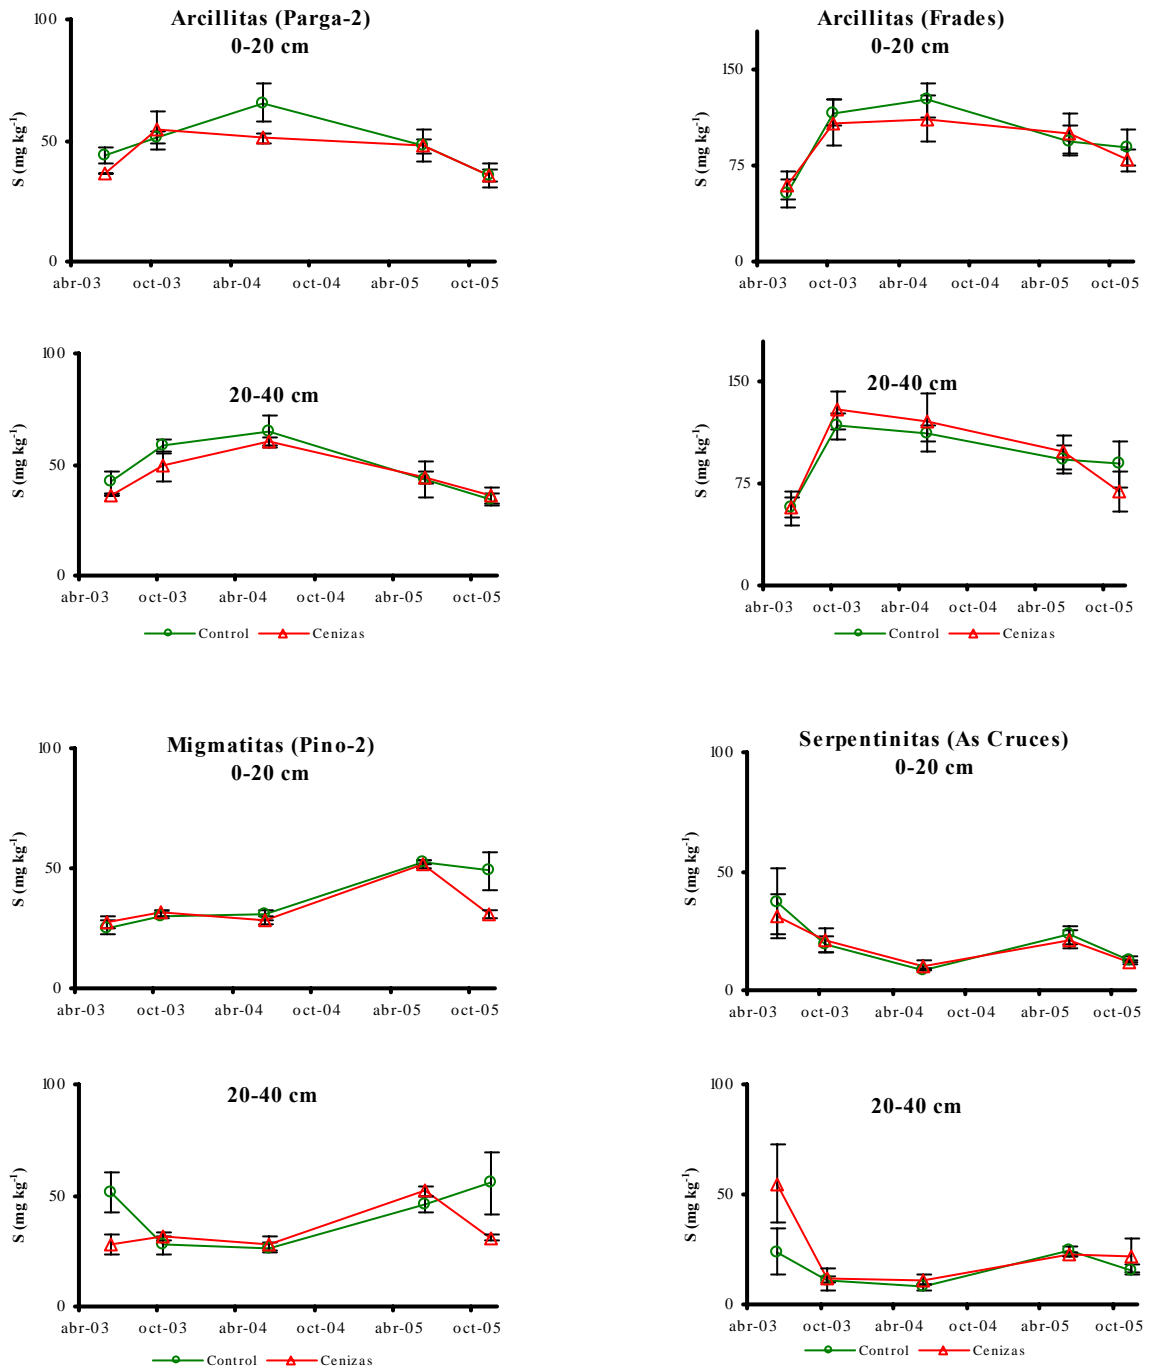 Arcillitas (Parga-2)
0-20 cm
100
50
0
S (mg kg-1)
abr-03 oct-03 abr-04 oct-04 abr-05 oct-05
Arcillitas (Frades)
0-20 cm
150
75
0
S (mg kg-1)
abr-03 oct-03 abr-04 oct-04 abr-05 oct-05
20-40 cm
100
50
0
S (mg kg-1)
abr-03 oct-03 abr-04 oct-04 abr-05 oct-05
Control Cenizas
20-40 cm
150
75
0
S (mg kg-1)
abr-03 oct-03 abr-04 oct-04 abr-05 oct-05
Control Cenizas
Migmatitas (Pino-2)
0-20 cm
100
50
0
S (mg kg-1)
abr-03 oct-03 abr-04 oct-04 abr-05 oct-05
Serpentinitas (As Cruces)
0-20 cm
100
50
0
S (mg kg-1)
abr-03 oct-03 abr-04 oct-04 abr-05 oct-05
20-40 cm
100
50
0
S (mg kg-1)
abr-03 oct-03 abr-04 oct-04 abr-05 oct-05
Control Cenizas
20-40 cm
100
50
0
S (mg kg-1)
abr-03 oct-03 abr-04 oct-04 abr-05 oct-05
Control Cenizas